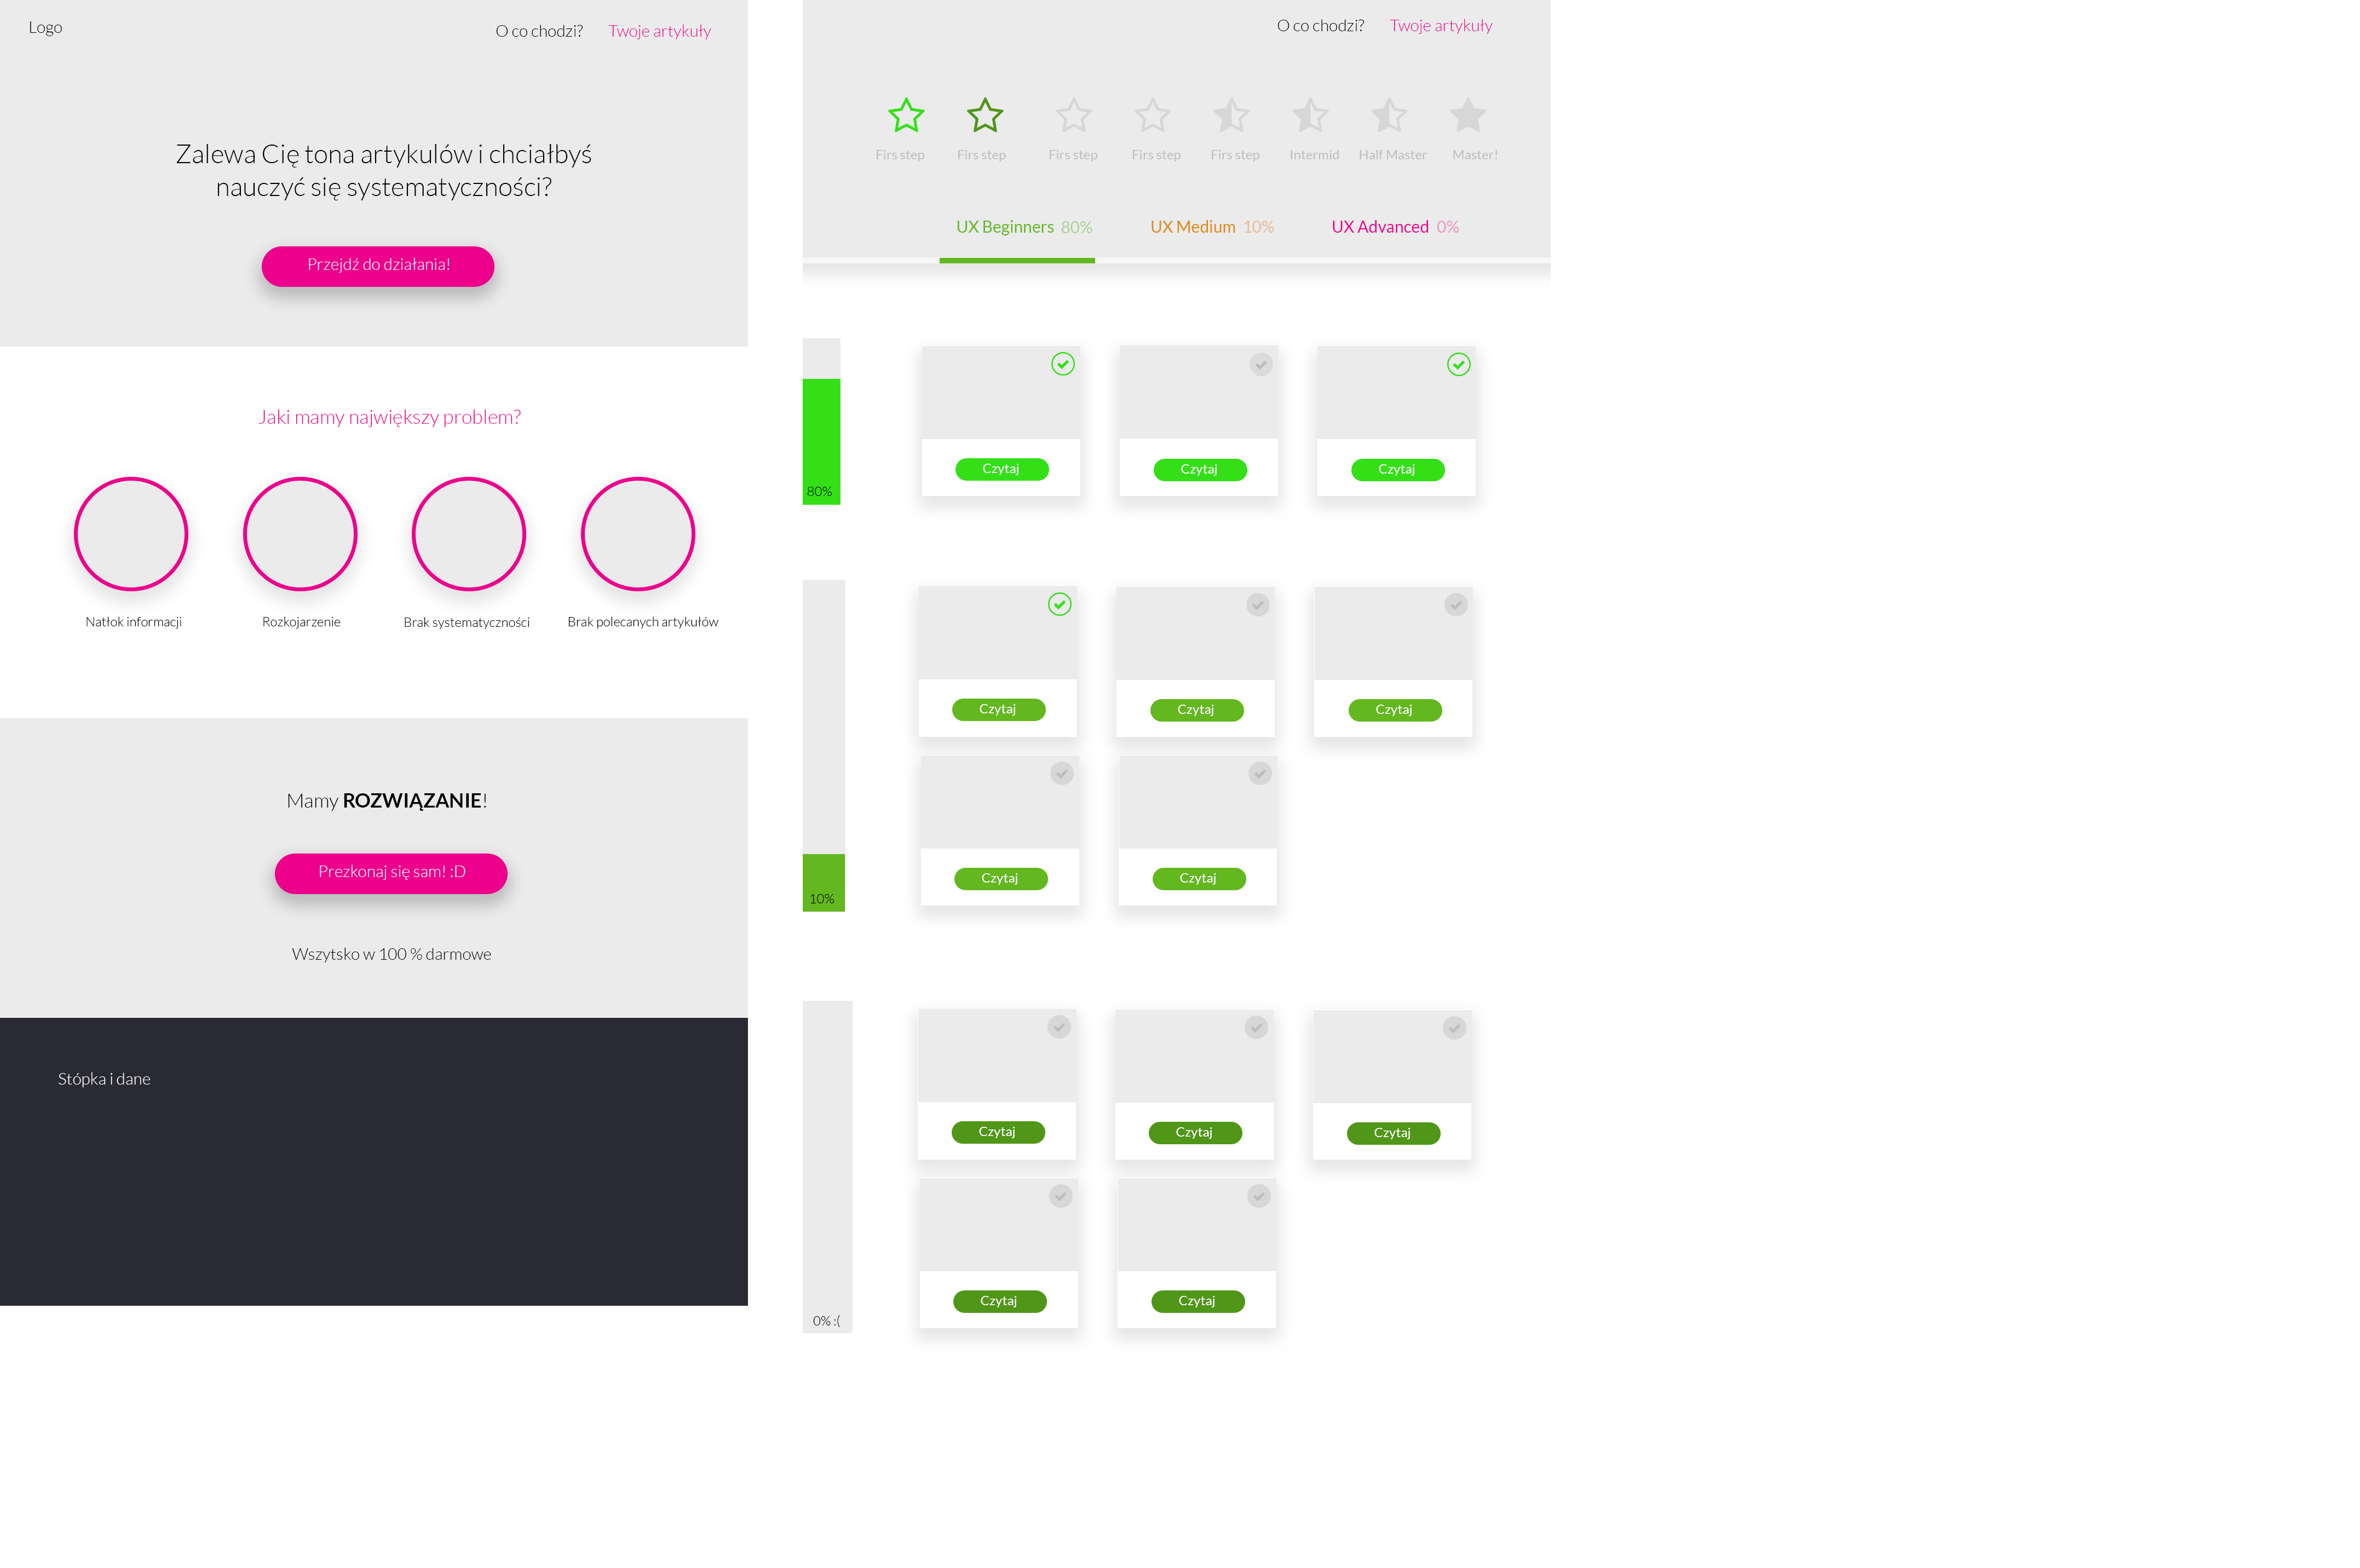 Logo
O co chodzi? Twoje artykuły
Zalewa Cię tona artykulów i chciałbyś
nauczyć się systematyczności?
Przejdź do działania!
Jaki mamy największy problem?
Natłok informacji Rozkojarzenie Brak systematyczności Brak polecanych artykułów
Mamy ROZWIĄZANIE!
Prezkonaj się sam! :D
Wszytsko w 100 % darmowe
Stópka i dane
O co chodzi? Twoje artykuły
Firs step Firs step Firs step Firs step Firs step Intermid Half Master Master!
UX Beginners 80% UX Medium 10% UX Advanced 0%
Czytaj Czytaj Czytaj
80%
Czytaj Czytaj Czytaj
Czytaj Czytaj
10%
Czytaj Czytaj Czytaj
Czytaj Czytaj
0% :(